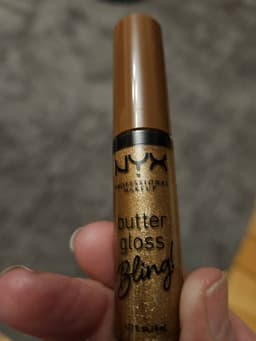 NYX
PROFESSIONAL
MAKEUP
butter
gloss
Bling!